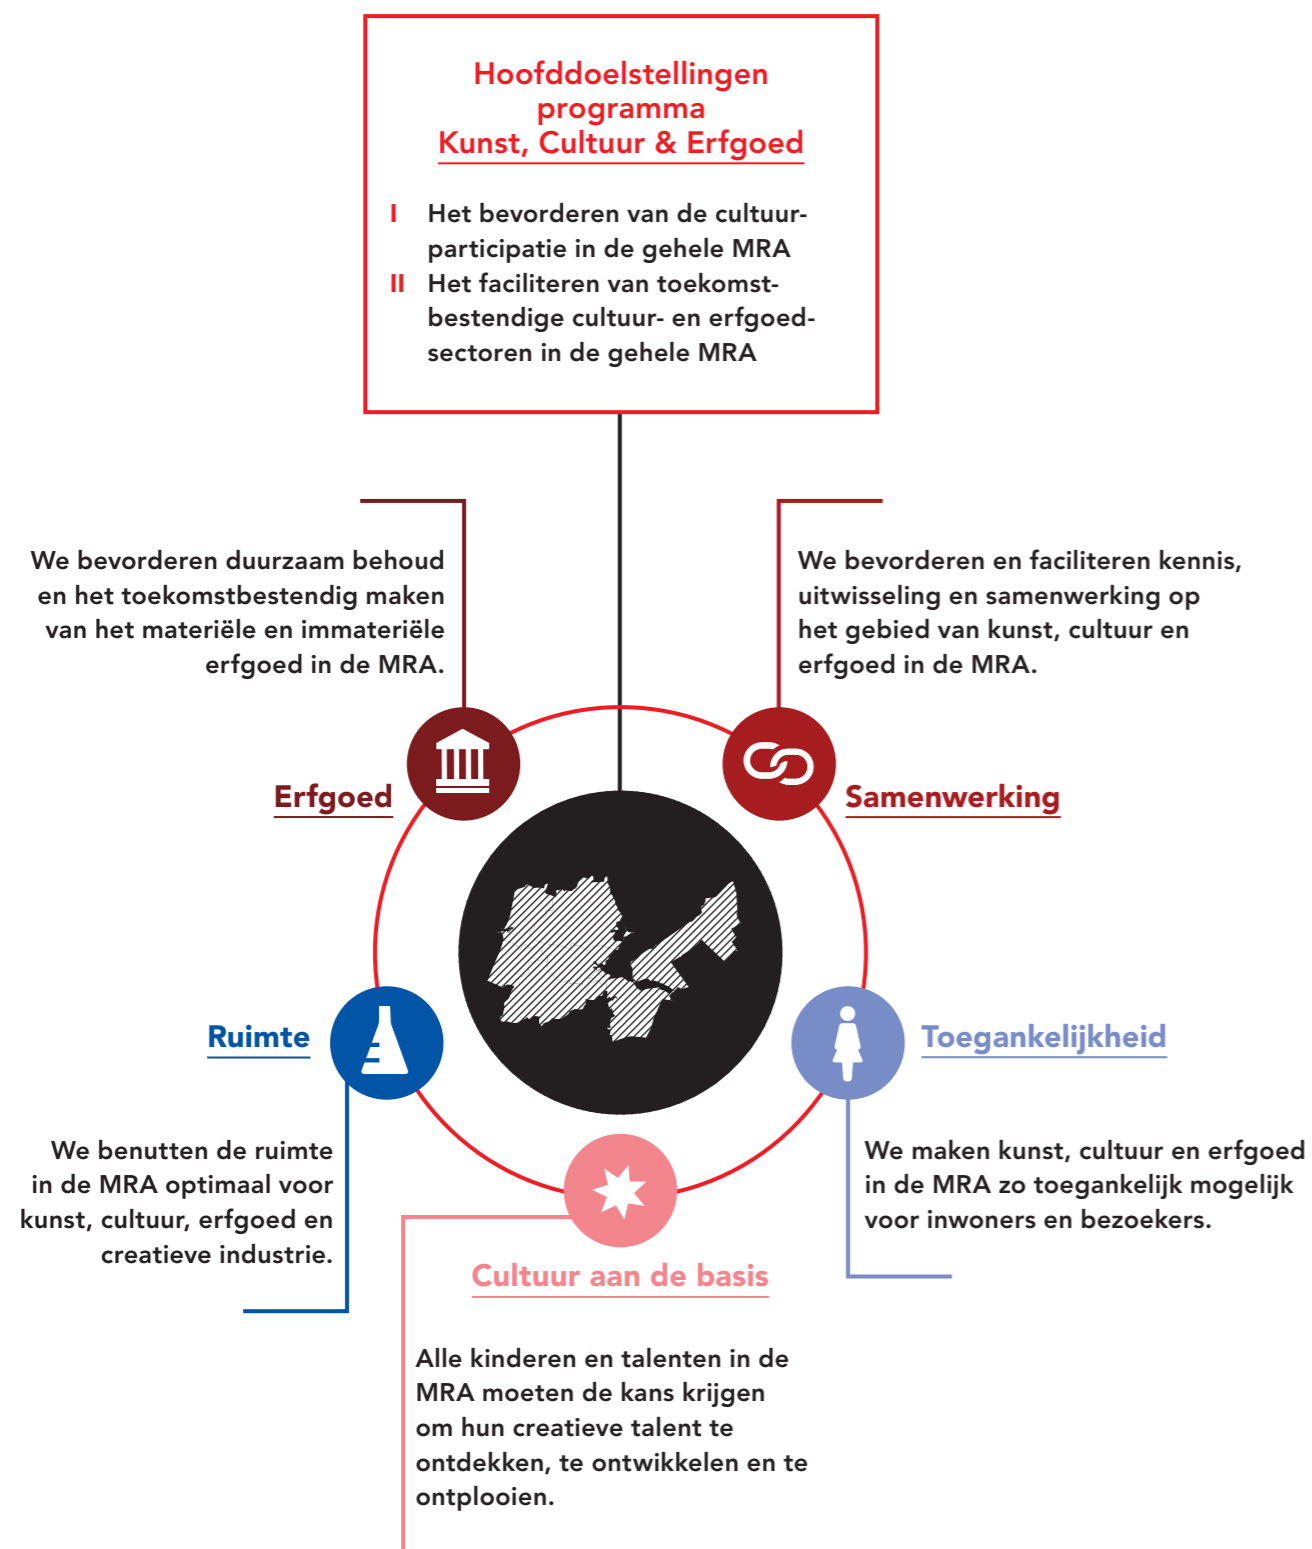 Hoofddoelstellingen
programma
Kunst, Cultuur & Erfgoed
I Het bevorderen van de cultuur-
participatie in de gehele MRA
II Het faciliteren van toekomst-
bestendige cultuur- en erfgoed-
sectoren in de gehele MRA
We bevorderen duurzaam behoud
en het toekomstbestendig maken
van het materiële en immateriële
erfgoed in de MRA.
Erfgoed
We bevorderen en faciliteren kennis,
uitwisseling en samenwerking op
het gebied van kunst, cultuur en
erfgoed in de MRA.
Samenwerking
Ruimte
We benutten de ruimte
in de MRA optimaal voor
kunst, cultuur, erfgoed en
creatieve industrie.
Toegankelijkheid
We maken kunst, cultuur en erfgoed
in de MRA zo toegankelijk mogelijk
voor inwoners en bezoekers.
Cultuur aan de basis
Alle kinderen en talenten in de
MRA moeten de kans krijgen
om hun creatieve talent te
ontdekken, te ontwikkelen en te
ontplooien.